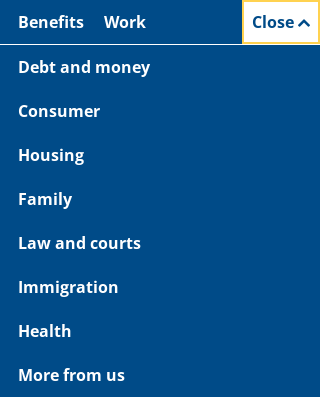 Benefits Work Close
Debt and money
Consumer
Housing
Family
Law and courts
Immigration
Health
More from us